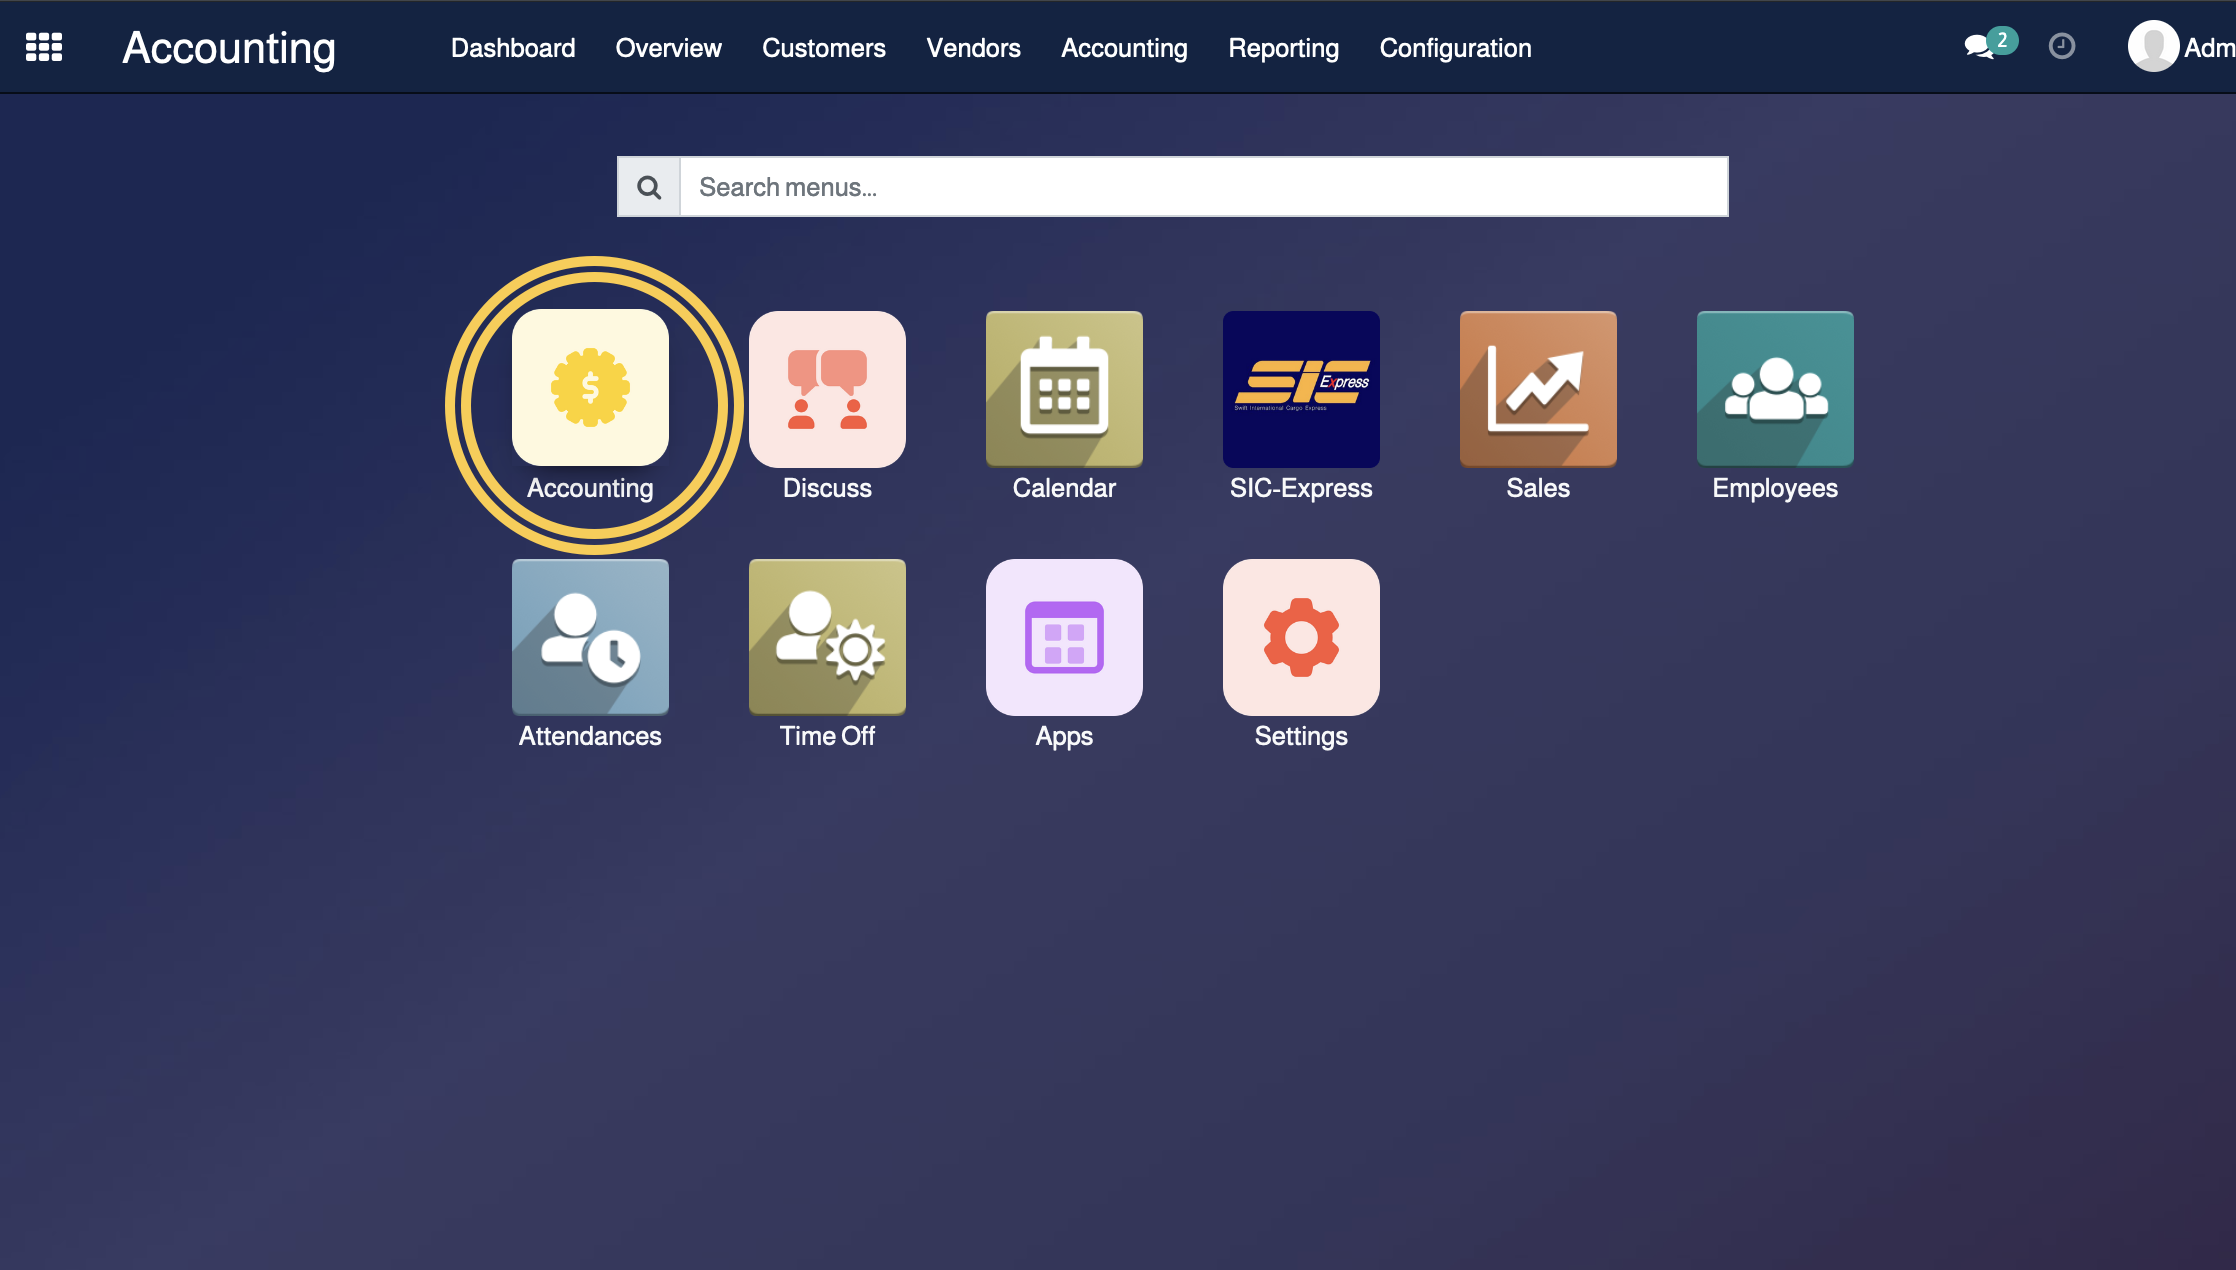 Accounting
Dashboard Overview Customers Vendors Accounting Reporting Configuration
2
Adm
Search menus...
$
SIC
Express
Swift International Cargo Express
Accounting Discuss Calendar SIC-Express Sales Employees
Attendances Time Off Apps Settings